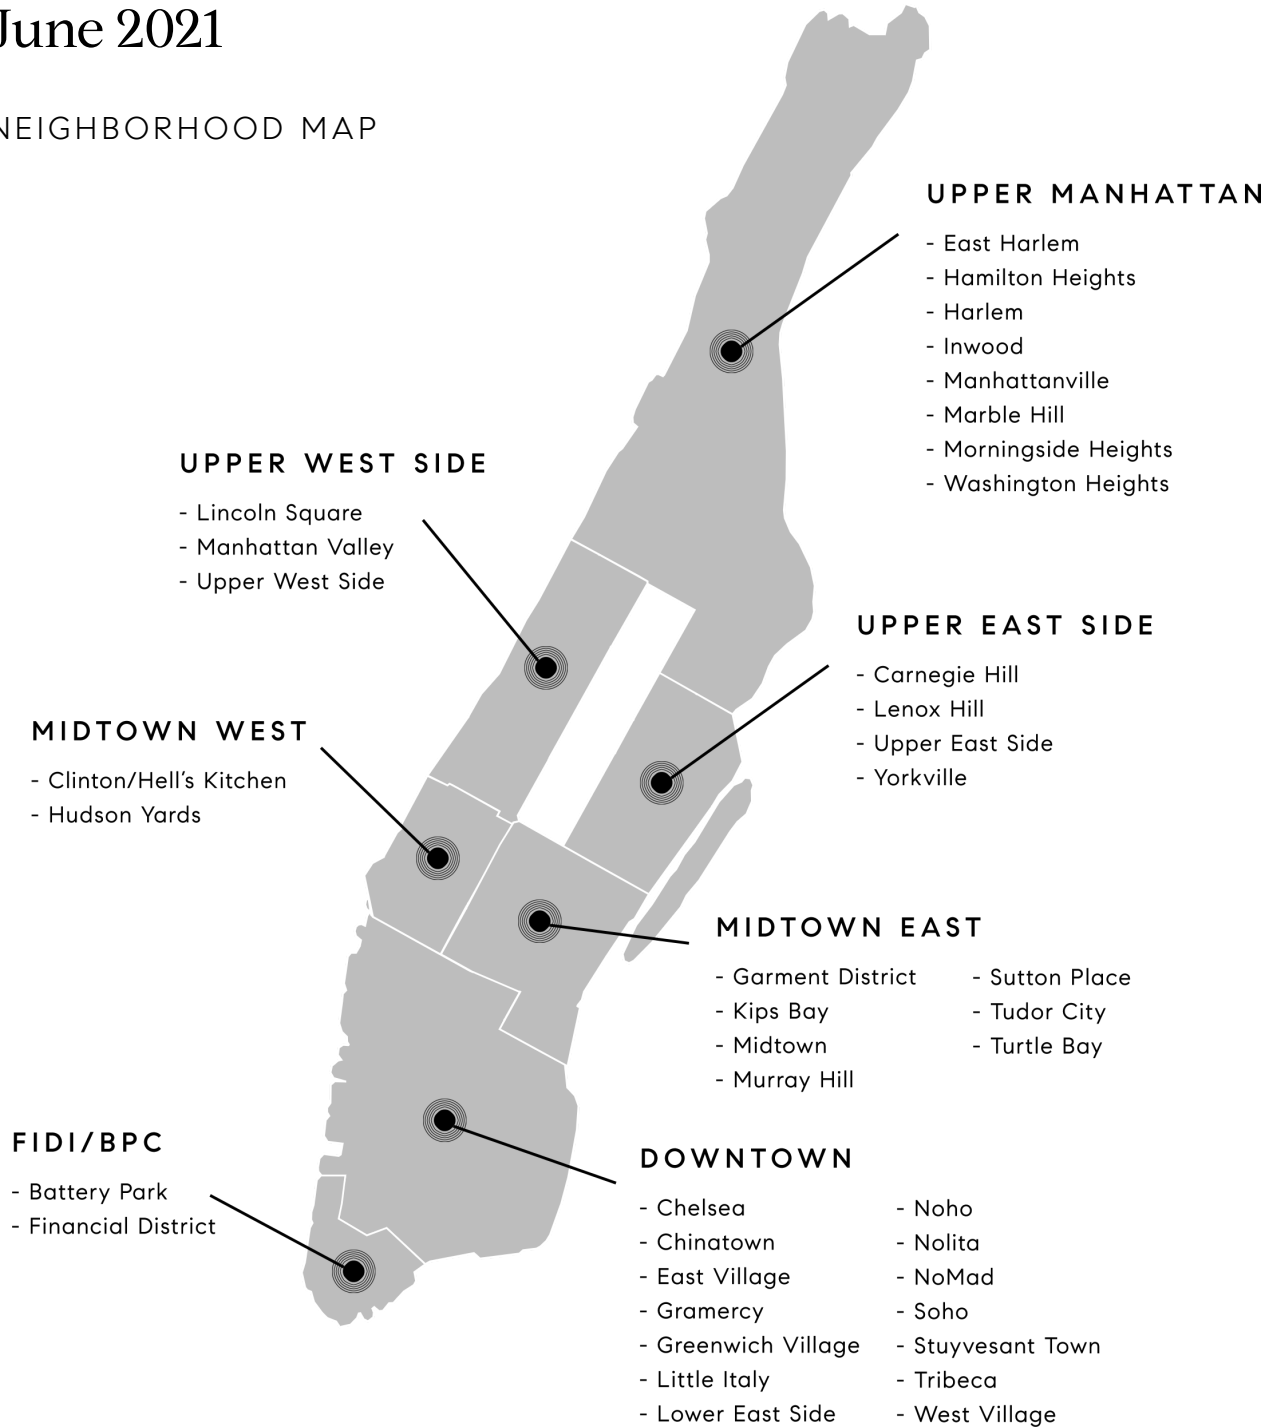 June 2021
NEIGHBORHOOD MAP
UPPER MANHATTAN
- East Harlem
- Hamilton Heights
- Harlem
- Inwood
- Manhattanville
- Marble Hill
- Morningside Heights
- Washington Heights
UPPER WEST SIDE
- Lincoln Square
- Manhattan Valley
- Upper West Side
UPPER EAST SIDE
- Carnegie Hill
- Lenox Hill
- Upper East Side
- Yorkville
MIDTOWN WEST
- Clinton/Hell’s Kitchen
- Hudson Yards
MIDTOWN EAST
- Garment District
- Kips Bay
- Midtown
- Murray Hill
- Sutton Place
- Tudor City
- Turtle Bay
FIDI/BPC
- Battery Park
- Financial District
DOWNTOWN
- Chelsea
- Chinatown
- East Village
- Gramercy
- Greenwich Village
- Little Italy
- Lower East Side
- Noho
- Nolita
- NoMad
- Soho
- Stuyvesant Town
- Tribeca
- West Village